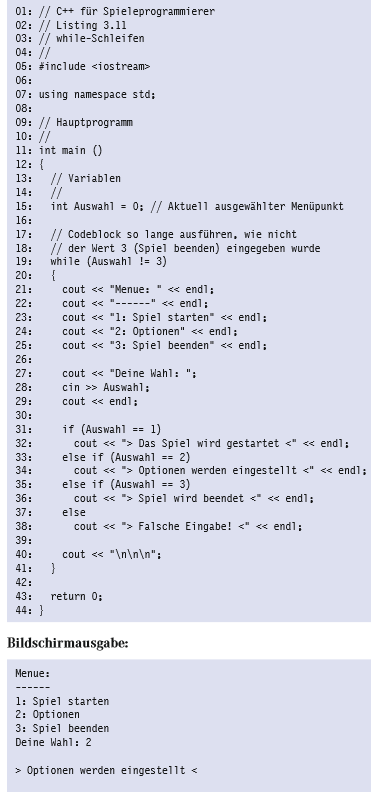 01: // C++ für Spieleprogrammierer
02: // Listing 3.11
03: // while-Schleifen
04: //
05: #include <iostream>
06:
07: using namespace std;
08:
09: // Hauptprogramm
10: //
11: int main ()
12: {
13:   // Variablen
14:   //
15:   int Auswahl = 0; // Aktuell ausgewählter Menüpunkt
16:
17:   // Codeblock so lange ausführen, wie nicht
18:   // der Wert 3 (Spiel beenden) eingegeben wurde
19:   while (Auswahl != 3)
20:   {
21:     cout << "Menue: " << endl;
22:     cout << "------" << endl;
23:     cout << "1: Spiel starten" << endl;
24:     cout << "2: Optionen" << endl;
25:     cout << "3: Spiel beenden" << endl;
26:
27:     cout << "Deine Wahl: ";
28:     cin >> Auswahl;
29:     cout << endl;
30:
31:     if (Auswahl == 1)
32:       cout << "> Das Spiel wird gestartet <" << endl;
33:     else if (Auswahl == 2)
34:       cout << "> Optionen werden eingestellt <" << endl;
35:     else if (Auswahl == 3)
36:       cout << "> Spiel wird beendet <" << endl;
37:     else
38:       cout << "> Falsche Eingabe! <" << endl;
39:
40:     cout << "\n\n\n";
41:   }
42:
43:   return 0;
44: }
Bildschirmausgabe:
Menue:
------
1: Spiel starten
2: Optionen
3: Spiel beenden
Deine Wahl: 2
> Optionen werden eingestellt <